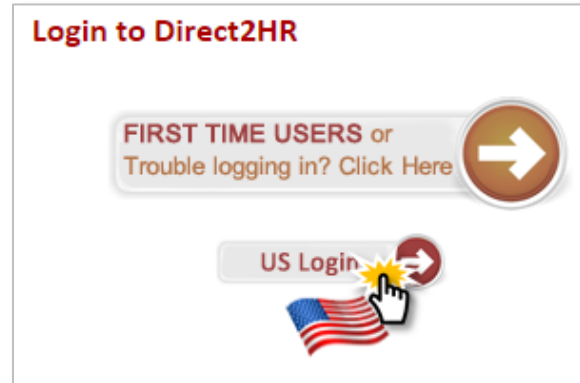 Login to Direct2HR
FIRST TIME USERS or
Trouble logging in? Click Here
US Login